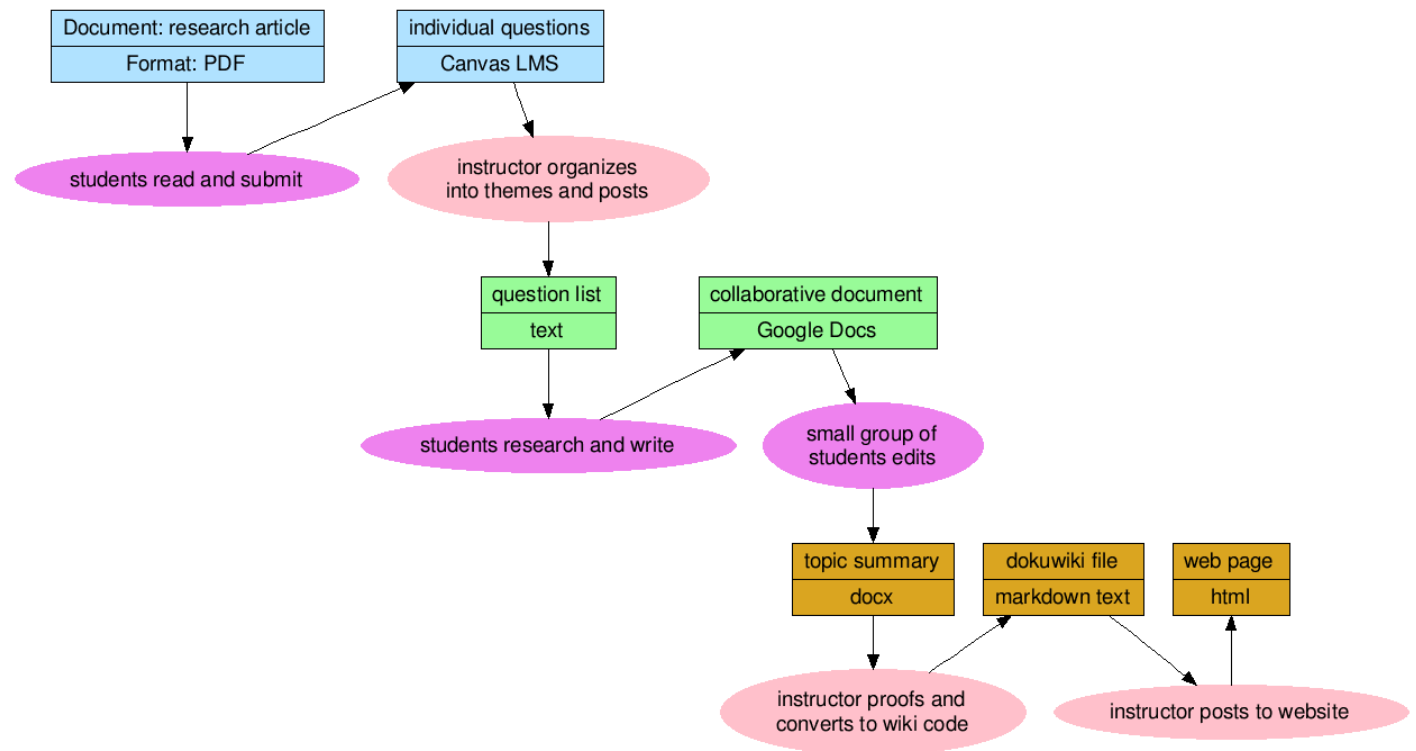 Document: research article
Format: PDF
individual questions
Canvas LMS
students read and submit
instructor organizes
into themes and posts
question list
text
collaborative document
Google Docs
students research and write
small group of
students edits
topic summary
docx
dokuwiki file
markdown text
web page
html
instructor proofs and
converts to wiki code
instructor posts to website